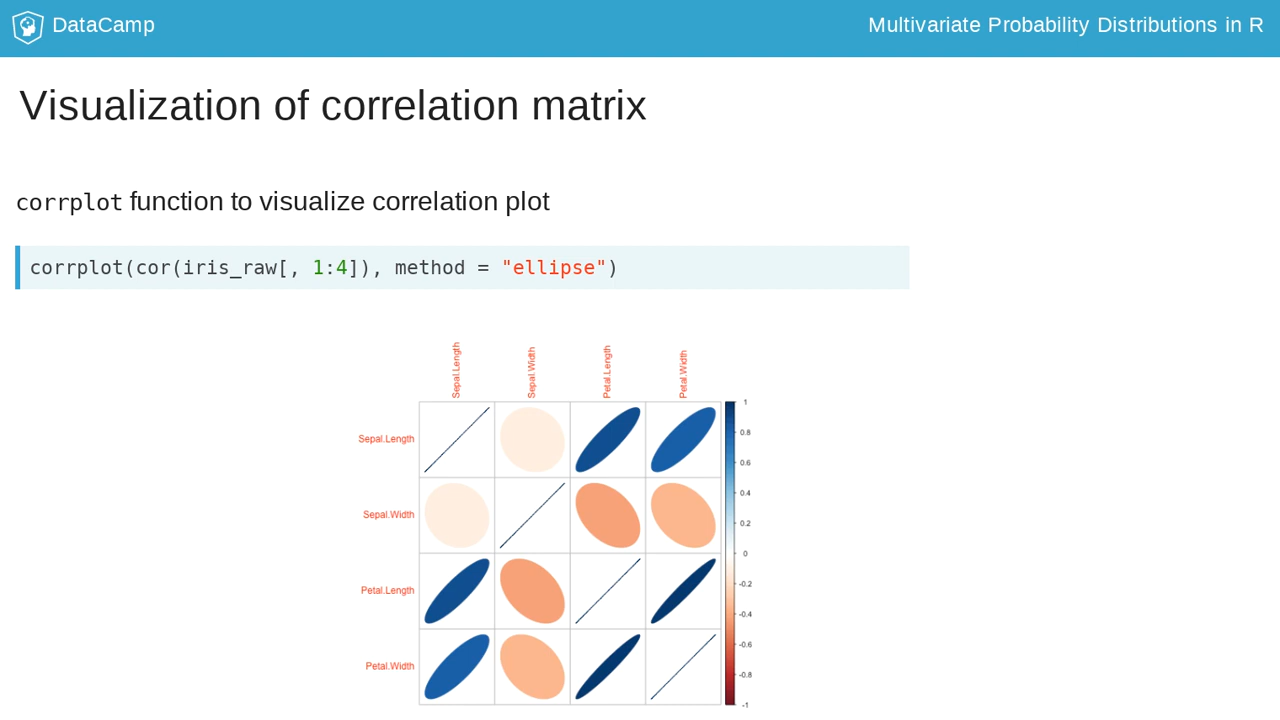 DataCamp
Multivariate Probability Distributions in R
Visualization of correlation matrix
corrplot function to visualize correlation plot
corrplot(cor(iris_raw[, 1:4]), method = "ellipse")
Sepal.Length
Sepal.Width
Petal.Length
Petal.Width
Sepal.Length
Sepal.Width
Petal.Length
Petal.Width
1
0.8
0.6
0.4
0.2
0
-0.2
-0.4
-0.6
-0.8
-1